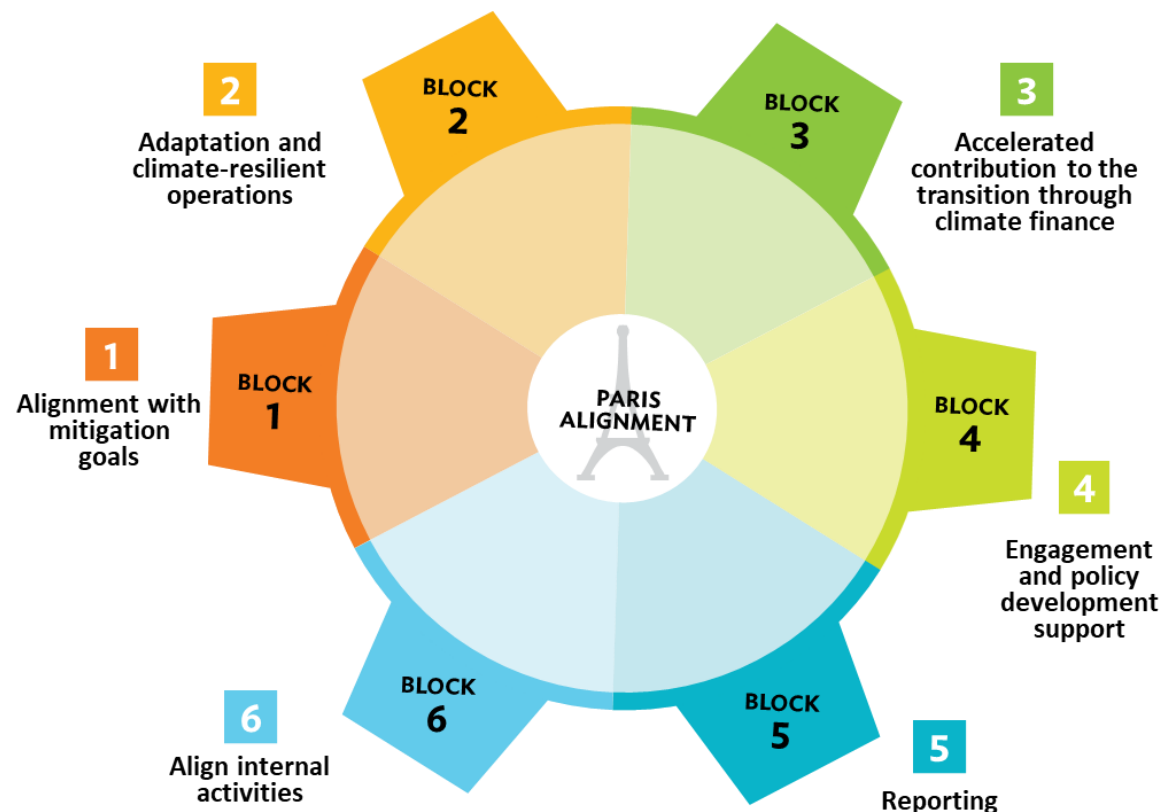 2
Adaptation and
climate-resilient
operations
BLOCK
2
BLOCK
3
3
Accelerated
contribution to the
transition through
climate finance
1
Alignment with
mitigation
goals
BLOCK
1
PARIS
ALIGNMENT
BLOCK
4
4
Engagement
and policy
development
support
6
Align internal
activities
BLOCK
6
BLOCK
5
5
Reporting